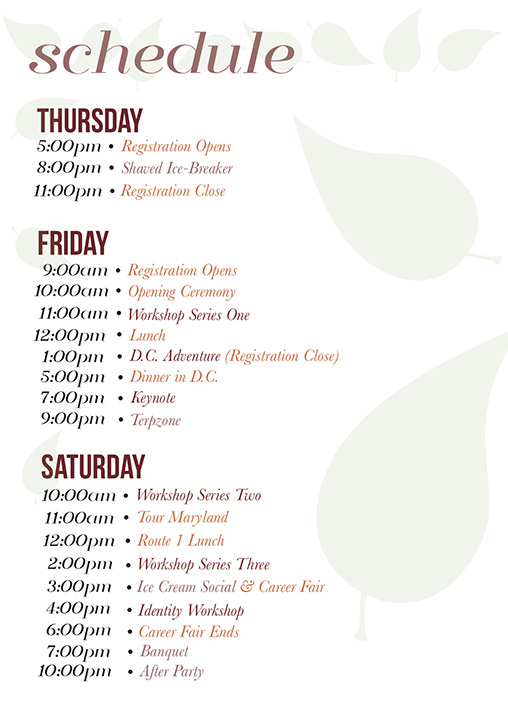 schedule
THURSDAY
5:00pm • Registration Opens
8:00pm • Shaved Ice-Breaker
11:00pm • Registration Close
FRIDAY
9:00am • Registration Opens
10:00am • Opening Ceremony
11:00am • Workshop Series One
12:00pm • Lunch
1:00pm • D.C. Adventure (Registration Close)
5:00pm • Dinner in D.C.
7:00pm • Keynote
9:00pm • Terpzone
SATURDAY
10:00am • Workshop Series Two
11:00am • Tour Maryland
12:00pm • Route 1 Lunch
2:00pm • Workshop Series Three
3:00pm • Ice Cream Social & Career Fair
4:00pm • Identity Workshop
6:00pm • Career Fair Ends
7:00pm • Banquet
10:00pm • After Party